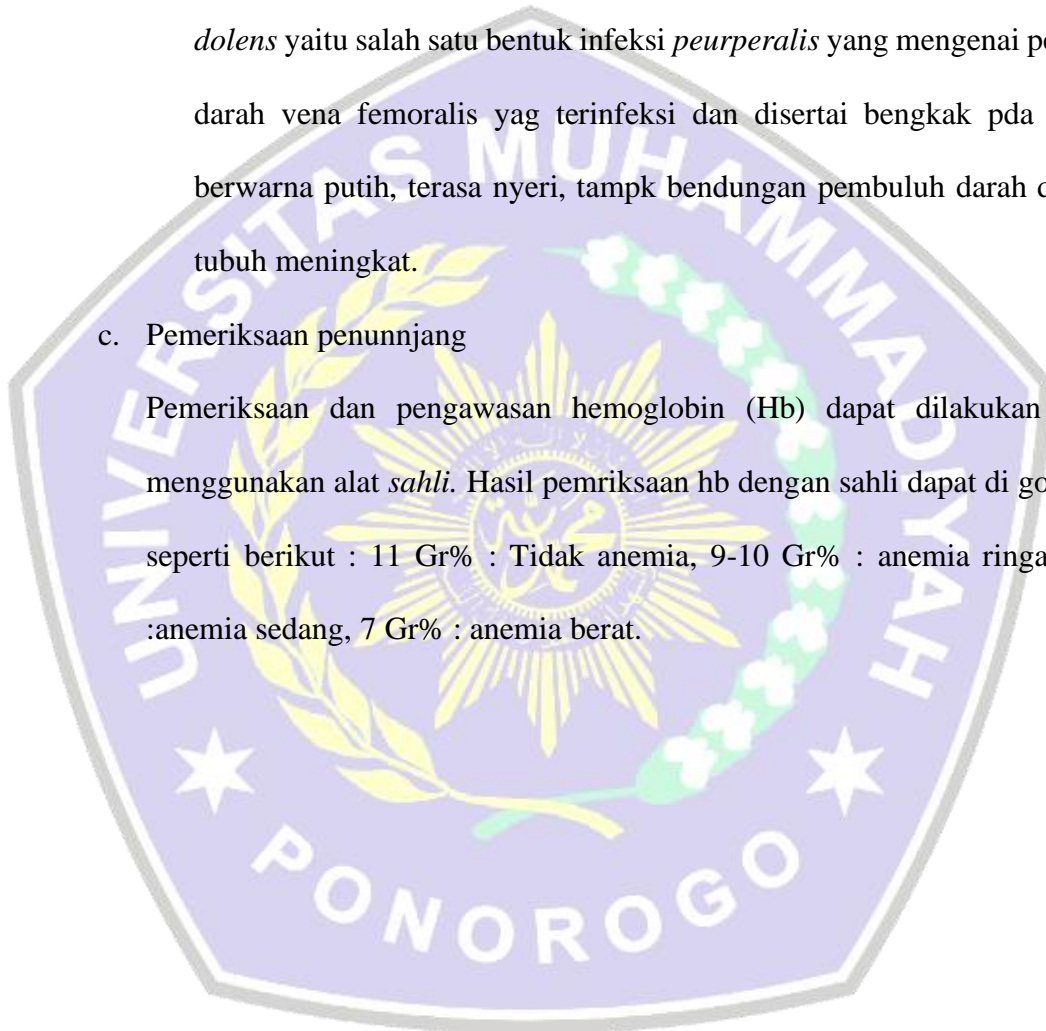 dolens yaitu salah satu bentuk infeksi peurperalis yang mengenai
darah vena femoralis yag terinfeksi dan disertai bengkak pda
berwarna putih, terasa nyeri, tampk bendungan pembuluh darah
tubuh meningkat.
c. Pemeriksaan penunnjang
Pemeriksaan dan pengawasan hemoglobin (Hb) dapat dilakukan
menggunakan alat sahli. Hasil pemriksaan hb dengan sahli dapat di
seperti berikut : 11 Gr% : Tidak anemia, 9-10 Gr% : anemia
:anemia sedang, 7 Gr% : anemia berat.
UNIVERSITAS MUHAMMADIYAH
PONOROGO